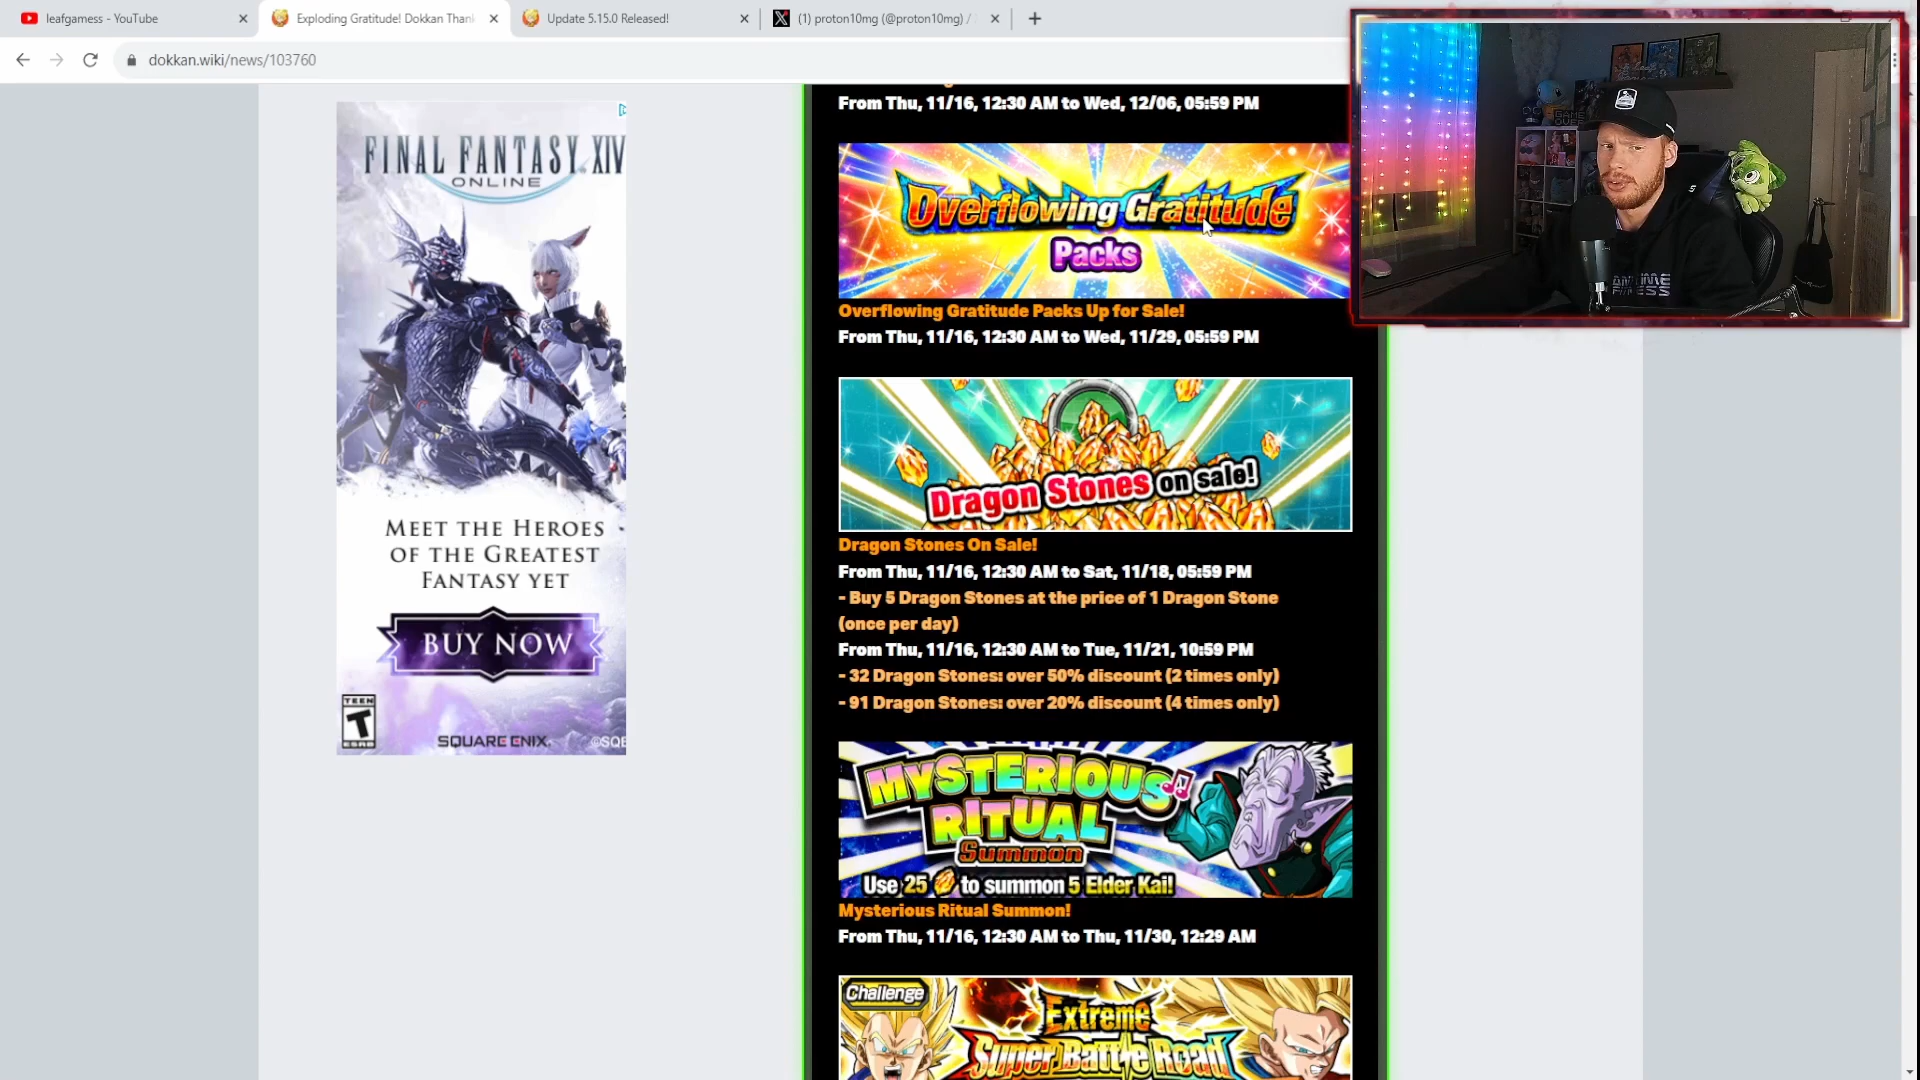 leafgamess - YouTube
Exploding Gratitude! Dokkan Than
Update 5.15.0 Released!
X
(1) proton10mg (@proton10mg) /
dokkan.wiki/news/103760
From Thu, 11/16, 12:30 AM to Wed, 12/06, 05:59 PM
Overflowing Gratitude
Packs
Overflowing Gratitude Packs Up for Sale!
From Thu, 11/16, 12:30 AM to Wed, 11/29, 05:59 PM
Dragon Stones on sale!
Dragon Stones On Sale!
From Thu, 11/16, 12:30 AM to Sat, 11/18, 05:59 PM
- Buy 5 Dragon Stones at the price of 1 Dragon Stone
(once per day)
From Thu, 11/16, 12:30 AM to Tue, 11/21, 10:59 PM
- 32 Dragon Stones: over 50% discount (2 times only)
- 91 Dragon Stones: over 20% discount (4 times only)
MYSTERIOUS
RITUAL
Summon
Use 25 to summon 5 Elder Kai!
Mysterious Ritual Summon!
From Thu, 11/16, 12:30 AM to Thu, 11/30, 12:29 AM
Challenge
Extreme
Super Battle Road
FINAL FANTASY XIV
ONLINE
MEET THE HEROES
OF THE GREATEST
FANTASY YET
BUY NOW
TEEN
T
ESRB
SQUARE ENIX
©SQE
GAME
OVER
ANIME
FITNESS